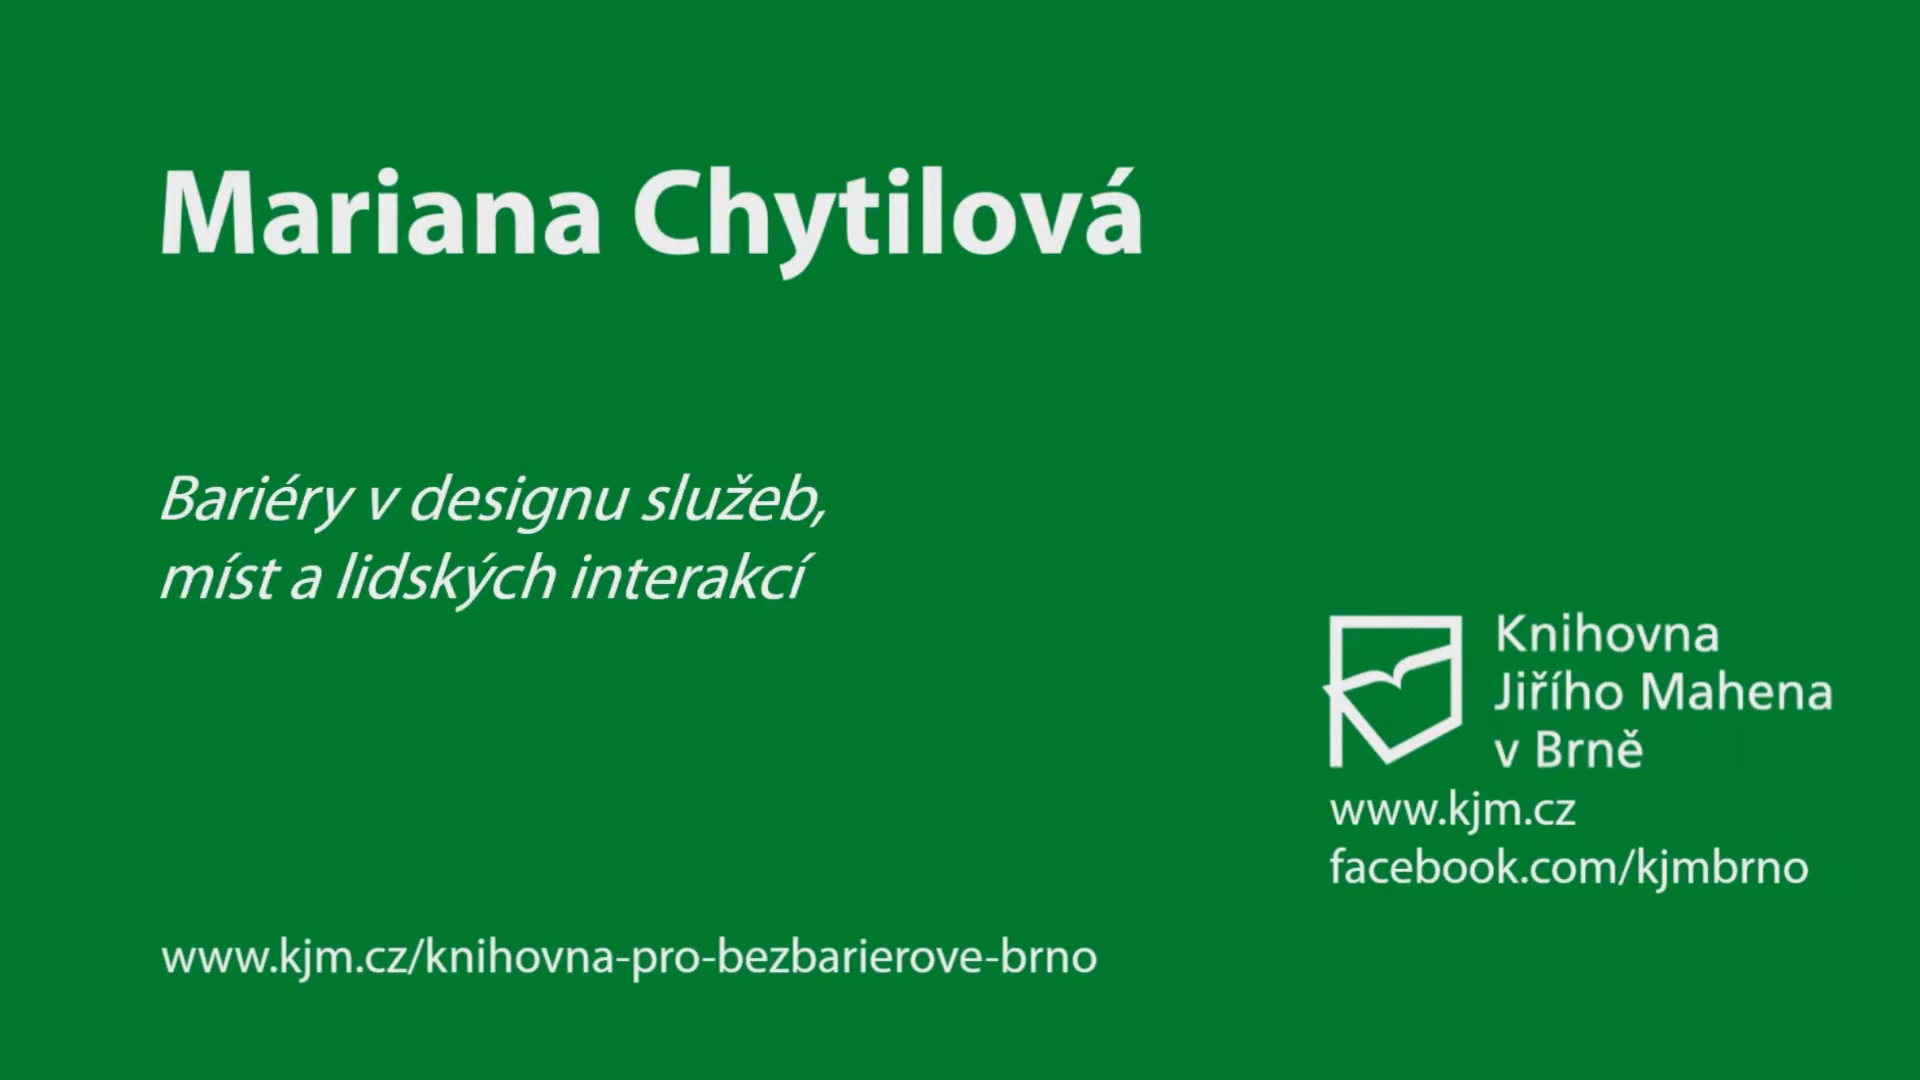 Mariana Chytilová
Bariéry v designu služeb,
míst a lidských interakcí
Knihovna
Jiřího Mahena
v Brně
www.kjm.cz
facebook.com/kjmbrno
www.kjm.cz/knihovna-pro-bezbarierove-brno